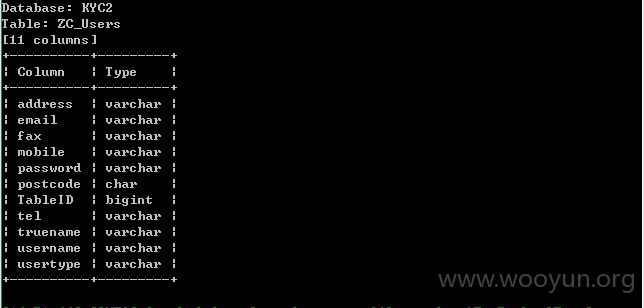 Database: KYC2
Table: ZC_Users
[11 columns]
+----------+---------+
| Column | Type |
+----------+---------+
| address | varchar |
| email | varchar |
| fax | varchar |
| mobile | varchar |
| password | varchar |
| postcode | char |
| TableID | bigint |
| tel | varchar |
| truename | varchar |
| username | varchar |
| usertype | varchar |
+----------+---------+
www.wooyun.org